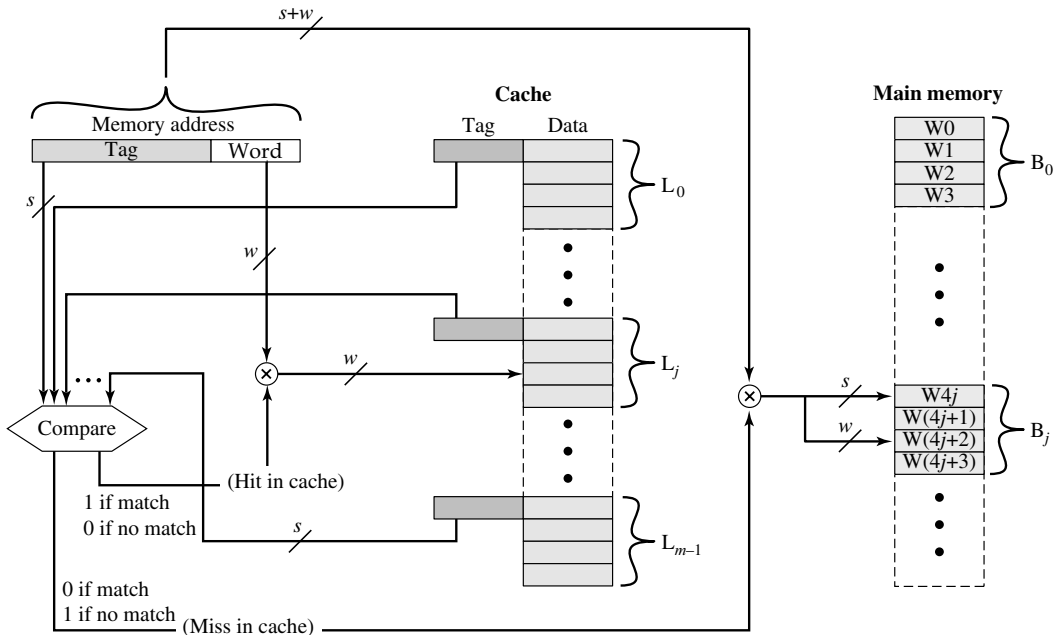 s+w
Cache
Main memory
Memory address
Tag
Data
Tag
Word
W0
W1
W2
W3
B0
L0
s
w
w
Lj
s
w
W4j
W(4j+1)
W(4j+2)
W(4j+3)
Bj
Compare
(Hit in cache)
1 if match
0 if no match
s
Lm–1
0 if match
1 if no match
(Miss in cache)